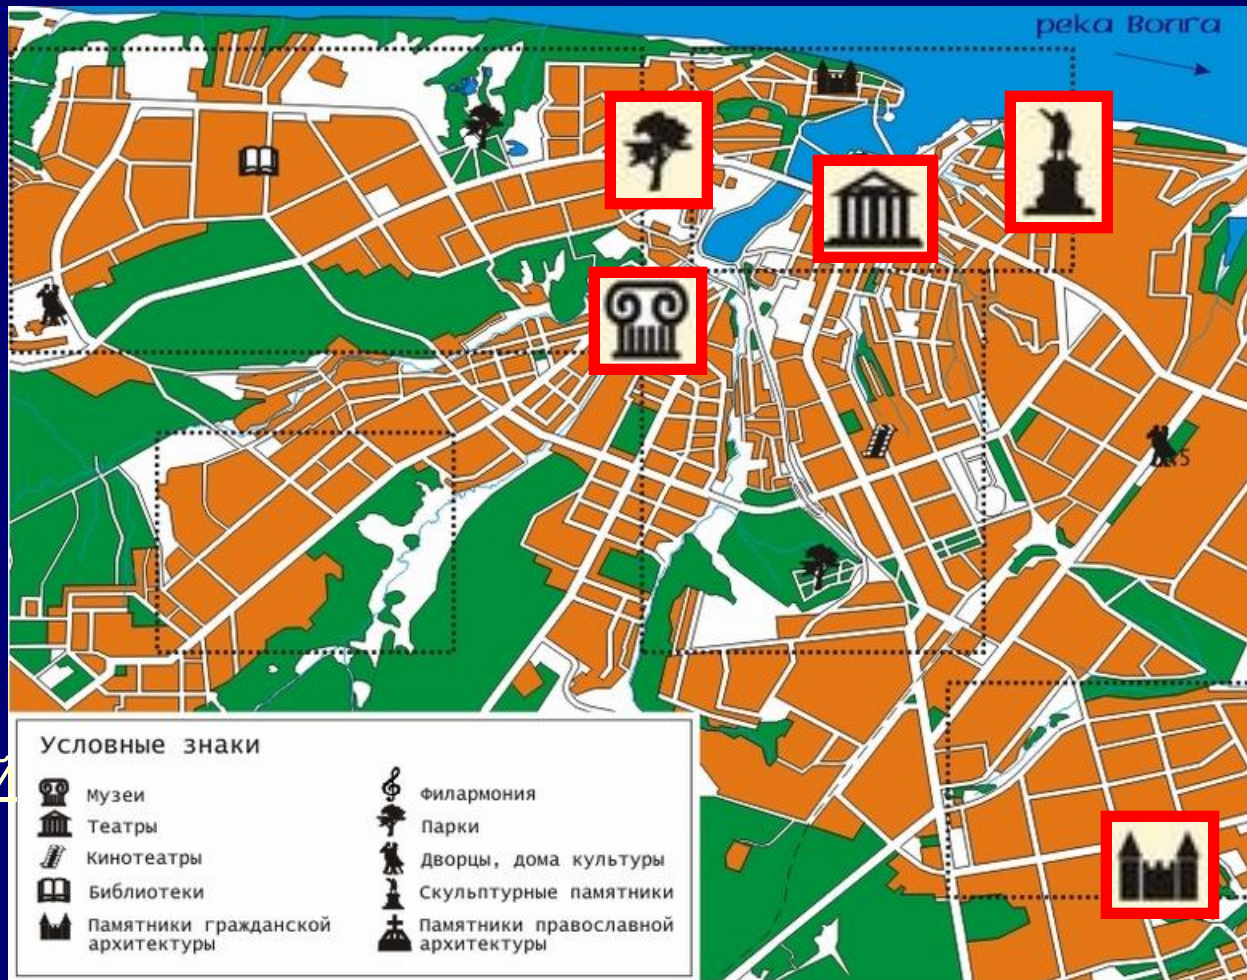 река Волга
5
Условные знаки
Музеи
Театры
Кинотеатры
Библиотеки
Памятники гражданской
архитектуры
Филармония
Парки
Дворцы, дома культуры
Скульптурные памятники
Памятники православной
архитектуры